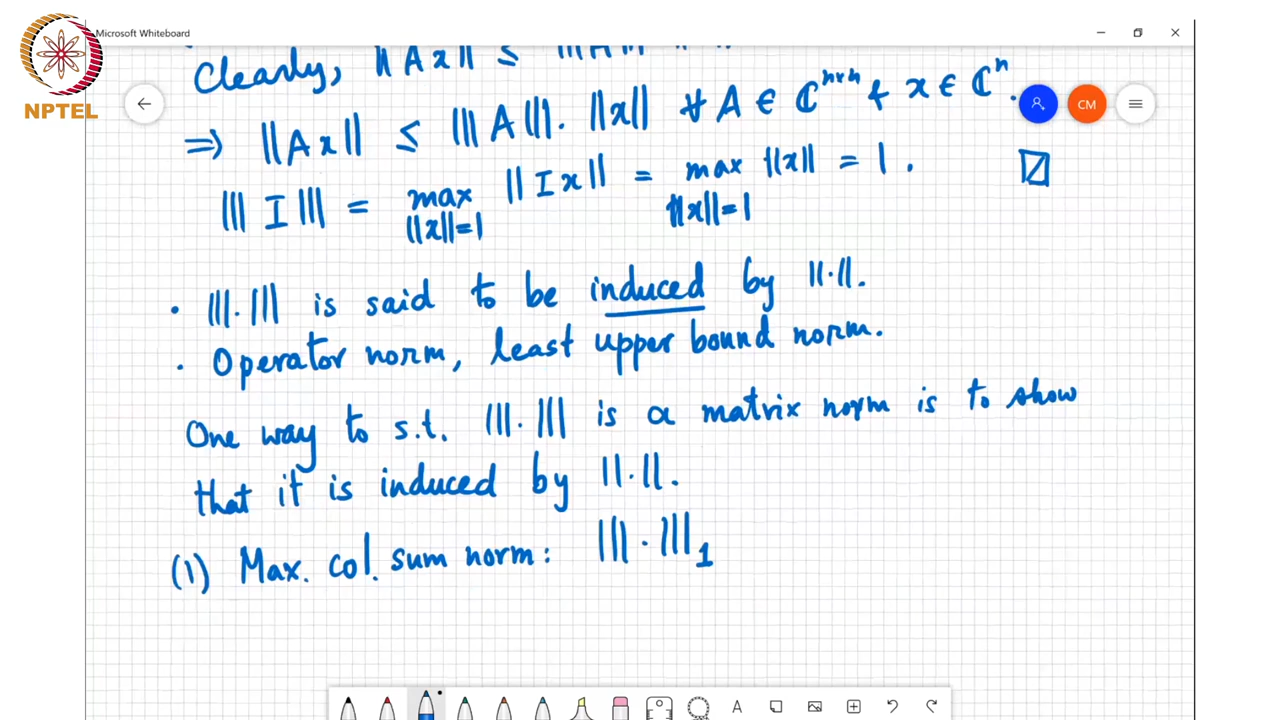 Microsoft Whiteboard
NPTEL
CM
Clearly, ||Ax|| ≤ |||A|||
⇒ ||Ax|| ≤ |||A|||. ||x|| ∀ A ∈ ℂ^{n×n} & x ∈ ℂ^n.
||| I ||| = max_{||x||=1} ||Ix|| = max_{||x||=1} ||x|| = 1.
• |||·||| is said to be induced by ||·||.
• Operator norm, least upper bound norm.
One way to s.t. |||·||| is a matrix norm is to show
that it is induced by ||·||.
(1) Max. col. sum norm: |||·|||_1
A